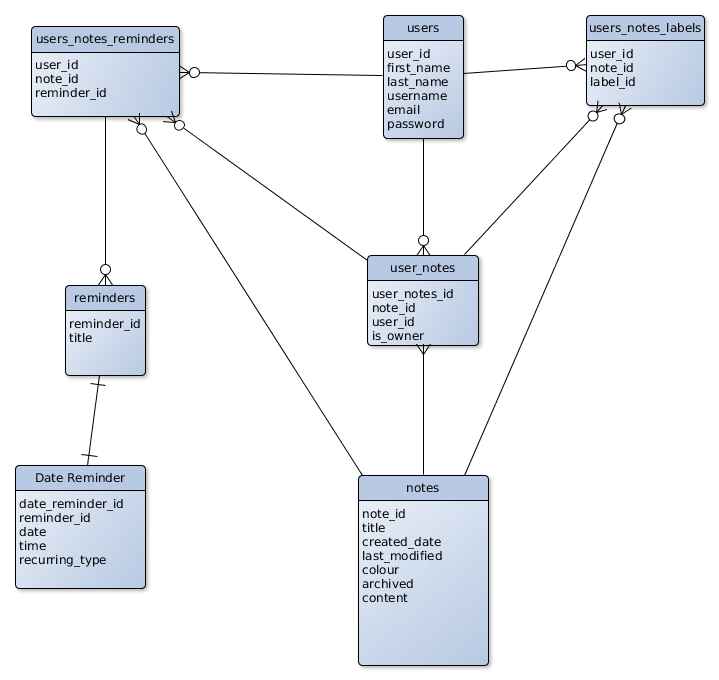 users_notes_reminders
user_id
note_id
reminder_id
users
user_id
first_name
last_name
username
email
password
users_notes_labels
user_id
note_id
label_id
reminders
reminder_id
title
user_notes
user_notes_id
note_id
user_id
is_owner
Date Reminder
date_reminder_id
reminder_id
date
time
recurring_type
notes
note_id
title
created_date
last_modified
colour
archived
content